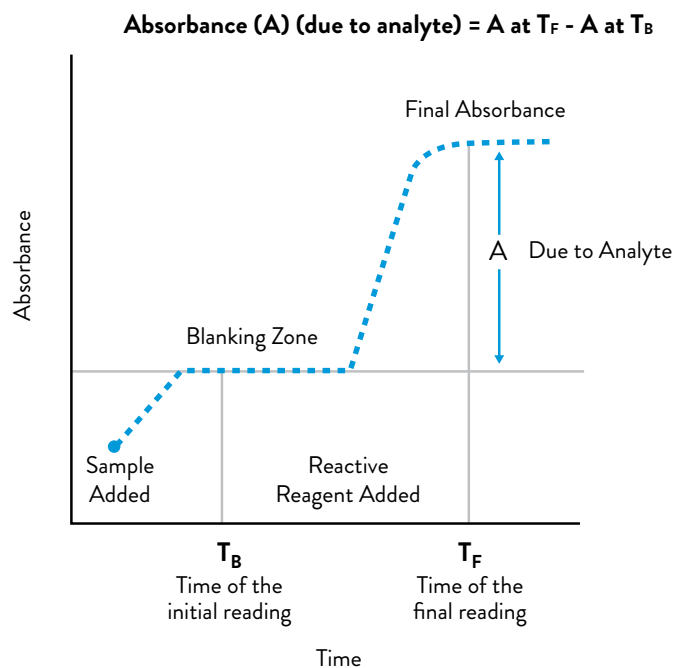 Absorbance (A) (due to analyte) = A at TF - A at TB
Final Absorbance
A Due to Analyte
Absorbance
Blanking Zone
Sample
Added
Reactive
Reagent Added
TB
Time of the
initial reading
TF
Time of the
final reading
Time